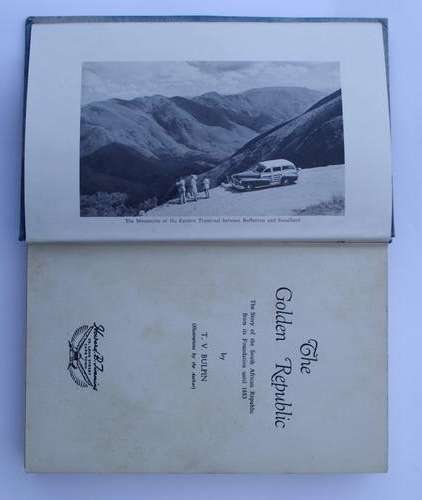 The Mountains of the Eastern Transvaal between Barberton and Swaziland
The
Golden Republic
The Story of the South African Republic
from its Foundation until 1883
by
T. V. BULPIN
(Illustrations by the Author)